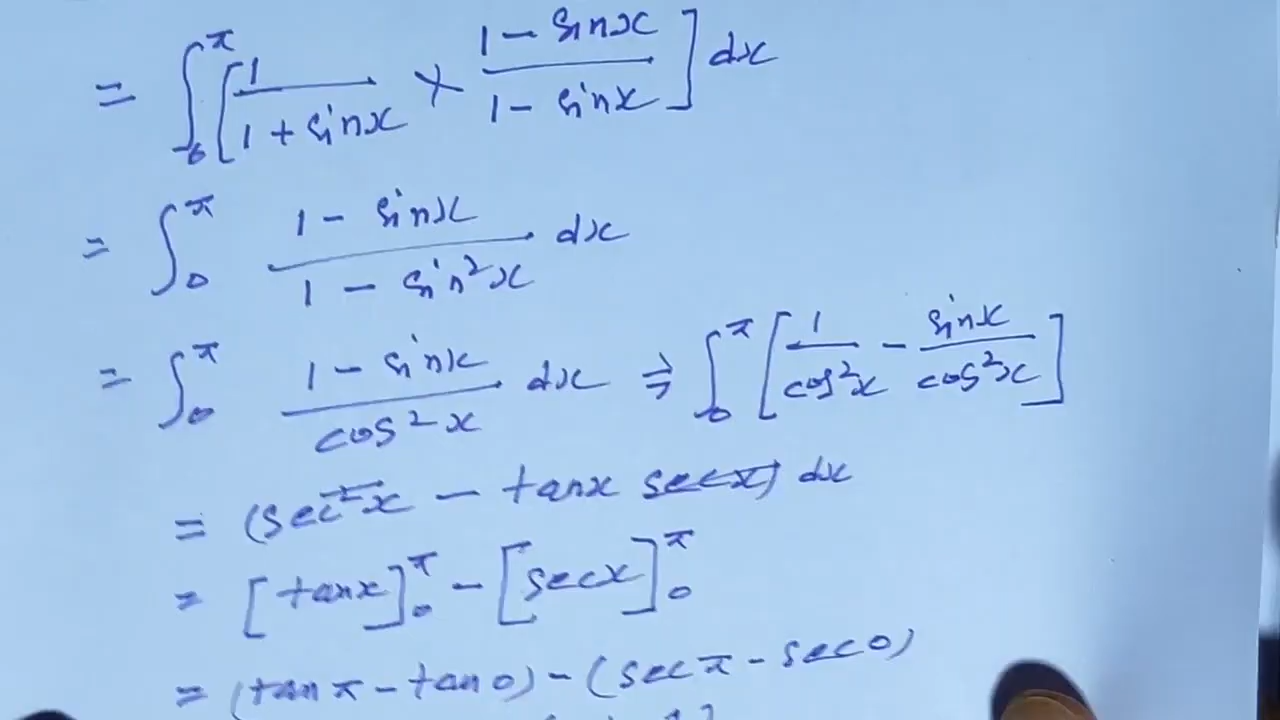 = ∫₀^π [1/(1 + sinx) × (1 - sinx)/(1 - sinx)] dx
= ∫₀^π (1 - sinx)/(1 - sin²x) dx
= ∫₀^π (1 - sinx)/(cos²x) dx ⇒ ∫₀^π [1/(cos²x) - sinx/(cos²x)]
= (sec²x - tanx secx) dx
= [tanx]₀^π - [secx]₀^π
= (tanπ - tan0) - (secπ - sec0)